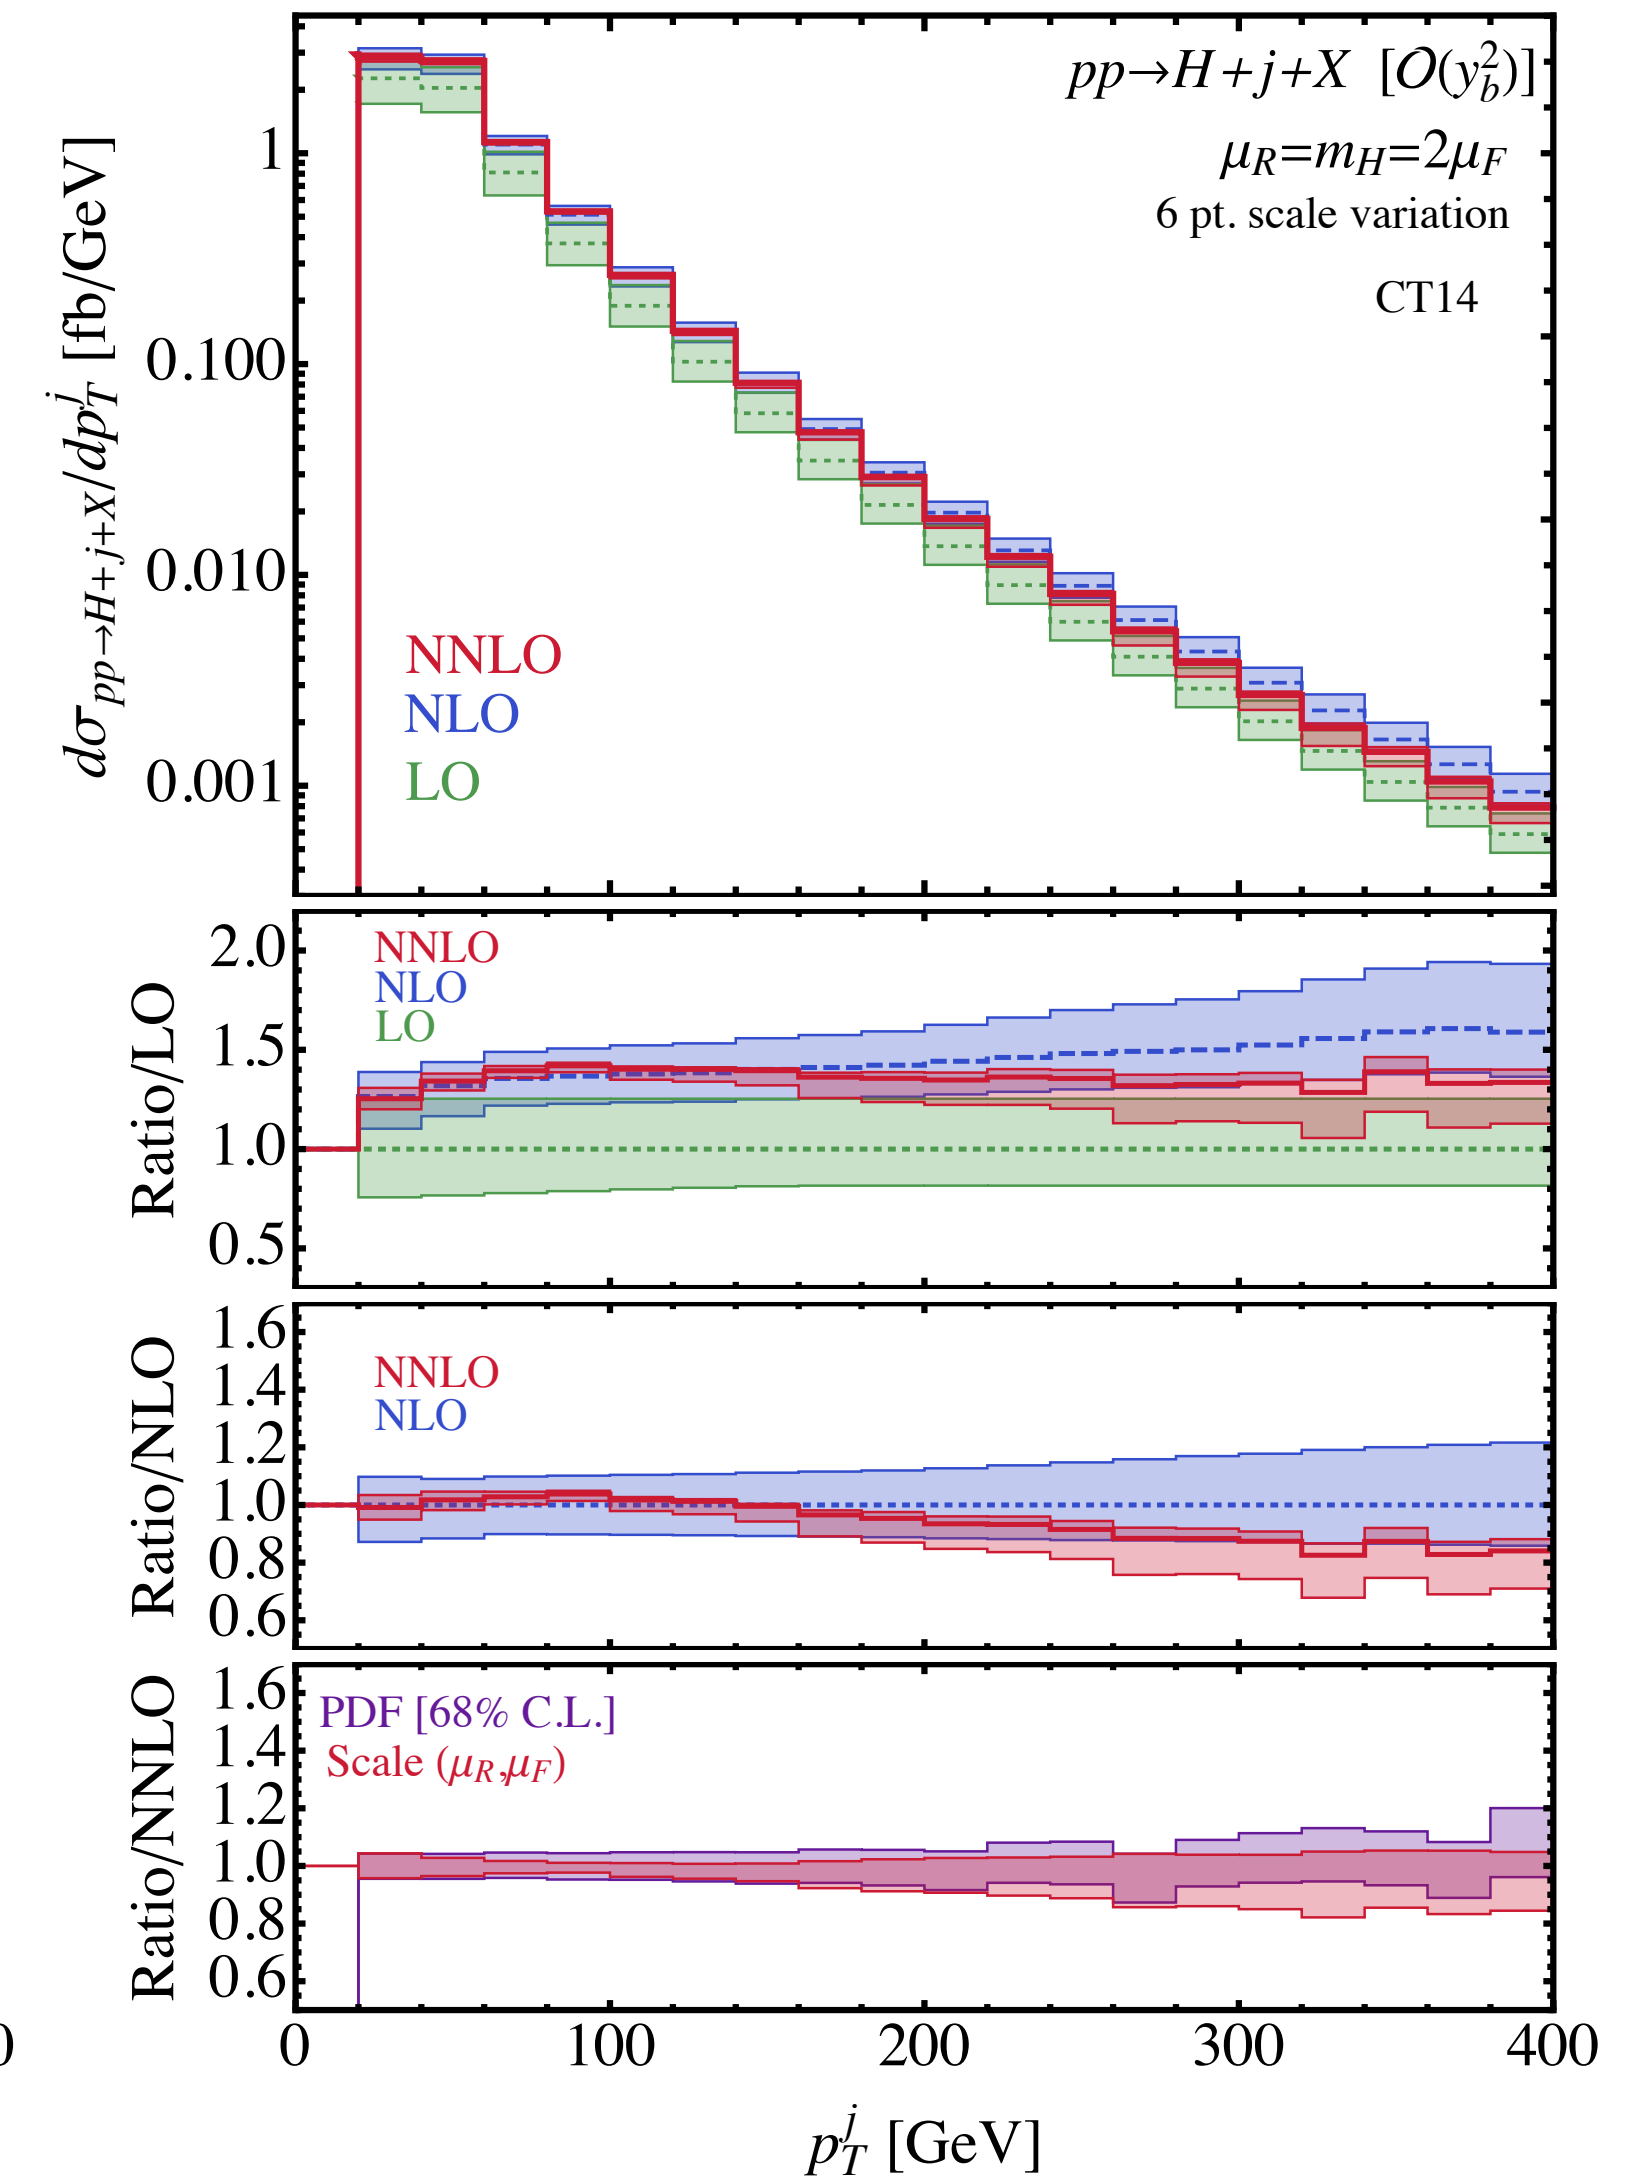 pp→H+j+X [𝒪(y_b^2)]
μ_R=m_H=2μ_F
6 pt. scale variation
CT14
dσ_{pp→H+j+X}/dp_T^j [fb/GeV]
1
0.100
0.010
0.001
NNLO
NLO
LO
Ratio/LO
2.0
1.5
1.0
0.5
NNLO
NLO
LO
Ratio/NLO
1.6
1.4
1.2
1.0
0.8
0.6
NNLO
NLO
Ratio/NNLO
1.6
1.4
1.2
1.0
0.8
0.6
PDF [68% C.L.]
Scale (μ_R,μ_F)
0 100 200 300 400
p_T^j [GeV]